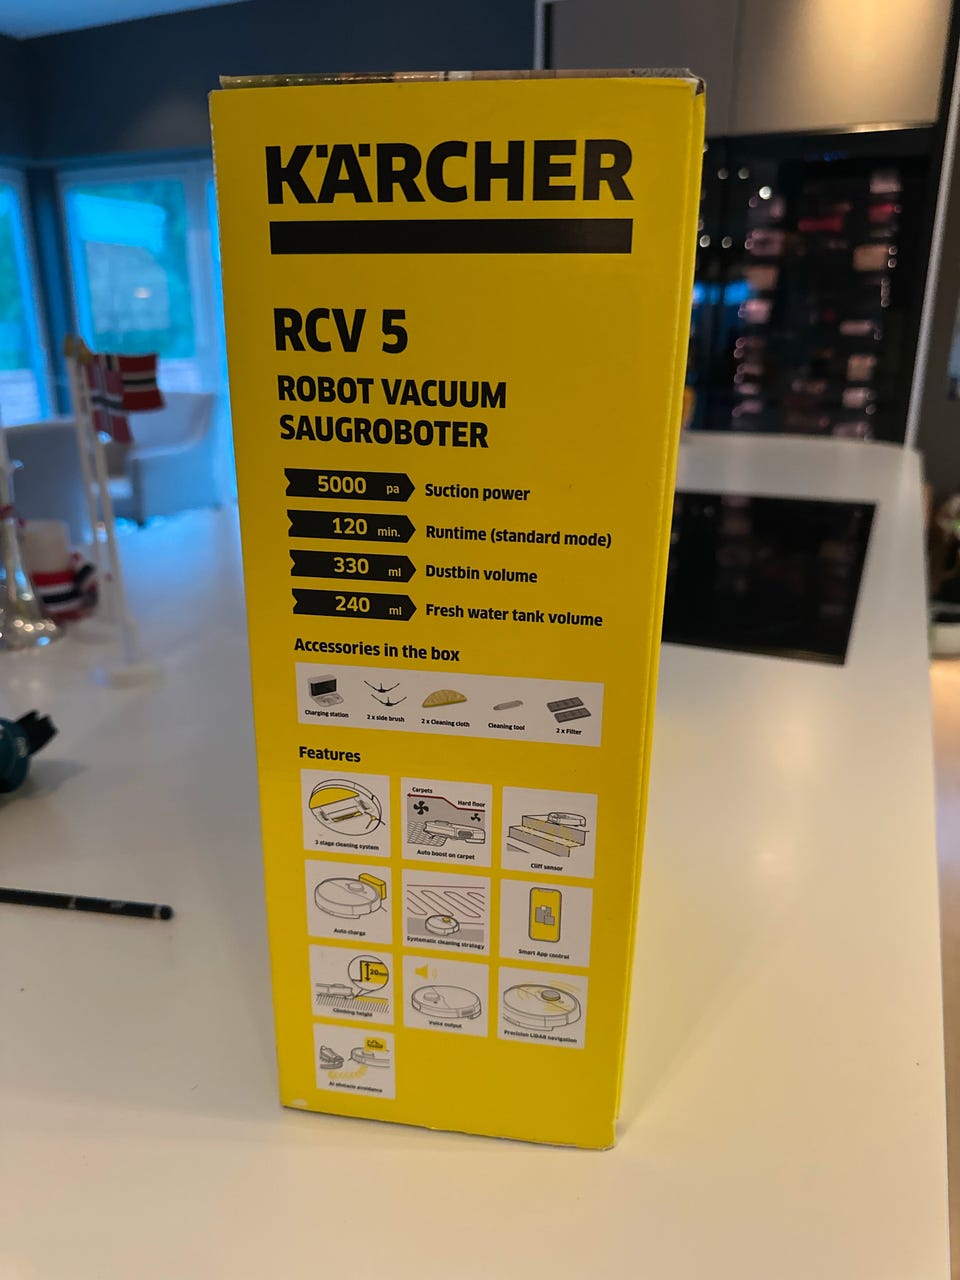 KÄRCHER
RCV 5
ROBOT VACUUM
SAUGROBOTER
5000 pa Suction power
120 min. Runtime (standard mode)
330 ml Dustbin volume
240 ml Fresh water tank volume
Accessories in the box
Charging station
2 x side brush
2 x Cleaning cloth
Cleaning tool
2 x Filter
Features
3 stage cleaning system
Carpets
Hard floor
Auto boost on carpet
Cliff sensor
Auto charge
Systematic cleaning strategy
Smart App control
20mm
Climbing height
Voice output
Precision LiDAR navigation
AI obstacle avoidance